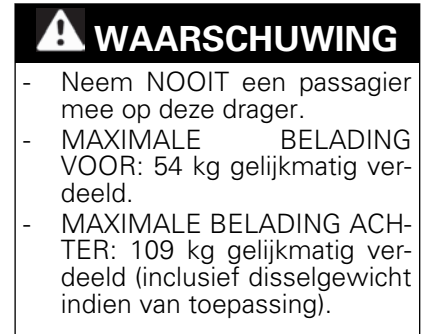 WAARSCHUWING
- Neem NOOIT een passagier
mee op deze drager.
- MAXIMALE BELADING
VOOR: 54 kg gelijkmatig ver-
deeld.
- MAXIMALE BELADING ACH-
TER: 109 kg gelijkmatig ver-
deeld (inclusief disselgewicht
indien van toepassing).